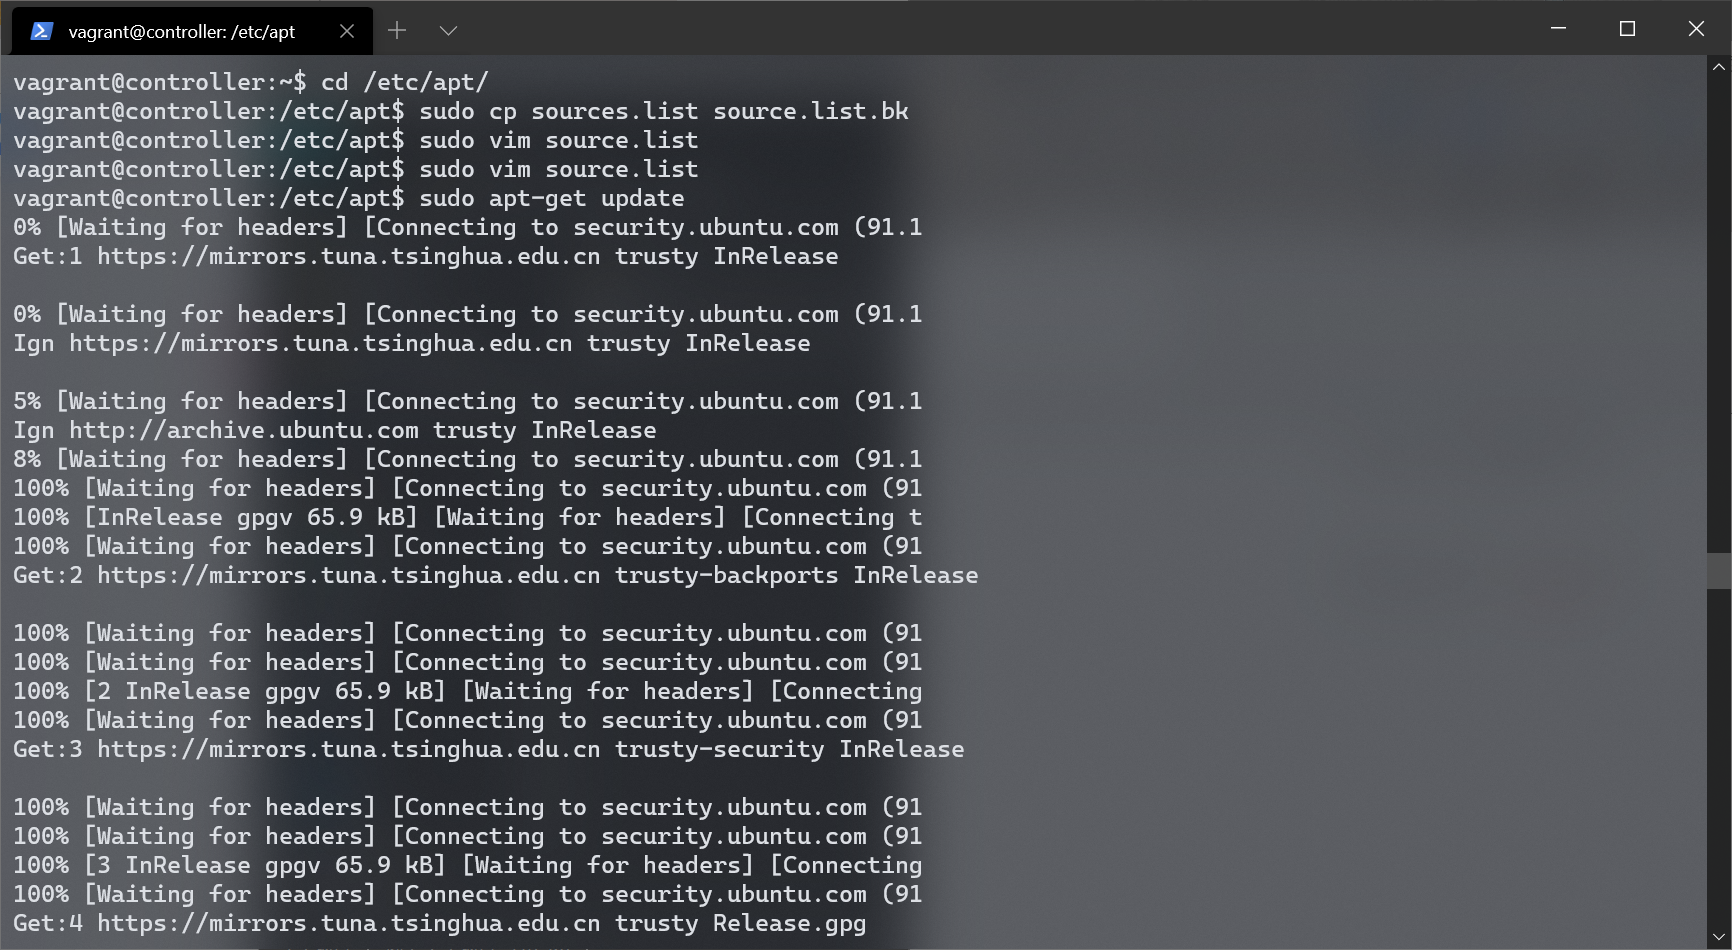 vagrant@controller: /etc/apt
vagrant@controller:~$ cd /etc/apt/
vagrant@controller:/etc/apt$ sudo cp sources.list source.list.bk
vagrant@controller:/etc/apt$ sudo vim source.list
vagrant@controller:/etc/apt$ sudo vim source.list
vagrant@controller:/etc/apt$ sudo apt-get update
0% [Waiting for headers] [Connecting to security.ubuntu.com (91.1
Get:1 https://mirrors.tuna.tsinghua.edu.cn trusty InRelease
0% [Waiting for headers] [Connecting to security.ubuntu.com (91.1
Ign https://mirrors.tuna.tsinghua.edu.cn trusty InRelease
5% [Waiting for headers] [Connecting to security.ubuntu.com (91.1
Ign http://archive.ubuntu.com trusty InRelease
8% [Waiting for headers] [Connecting to security.ubuntu.com (91.1
100% [Waiting for headers] [Connecting to security.ubuntu.com (91
100% [InRelease gpgv 65.9 kB] [Waiting for headers] [Connecting t
100% [Waiting for headers] [Connecting to security.ubuntu.com (91
Get:2 https://mirrors.tuna.tsinghua.edu.cn trusty-backports InRelease
100% [Waiting for headers] [Connecting to security.ubuntu.com (91
100% [Waiting for headers] [Connecting to security.ubuntu.com (91
100% [2 InRelease gpgv 65.9 kB] [Waiting for headers] [Connecting
100% [Waiting for headers] [Connecting to security.ubuntu.com (91
Get:3 https://mirrors.tuna.tsinghua.edu.cn trusty-security InRelease
100% [Waiting for headers] [Connecting to security.ubuntu.com (91
100% [Waiting for headers] [Connecting to security.ubuntu.com (91
100% [3 InRelease gpgv 65.9 kB] [Waiting for headers] [Connecting
100% [Waiting for headers] [Connecting to security.ubuntu.com (91
Get:4 https://mirrors.tuna.tsinghua.edu.cn trusty Release.gpg